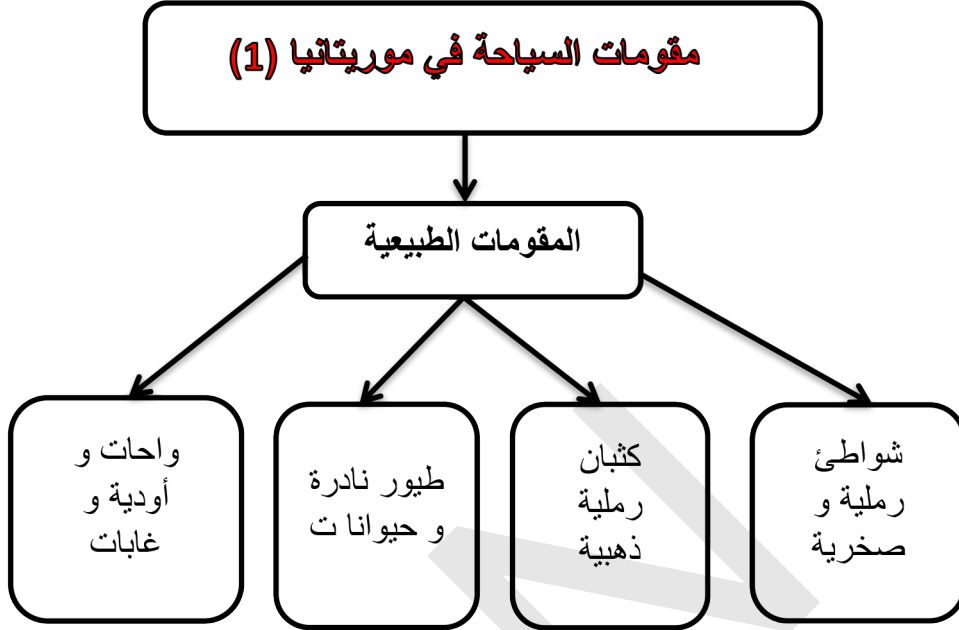 مقومات السياحة في موريتانيا (1)
المقومات الطبيعية
شواطئ
رملية و
صخرية
كثبان
رملية
ذهبية
طيور نادرة
و حيوانا ت
واحات و
أودية و
غابات